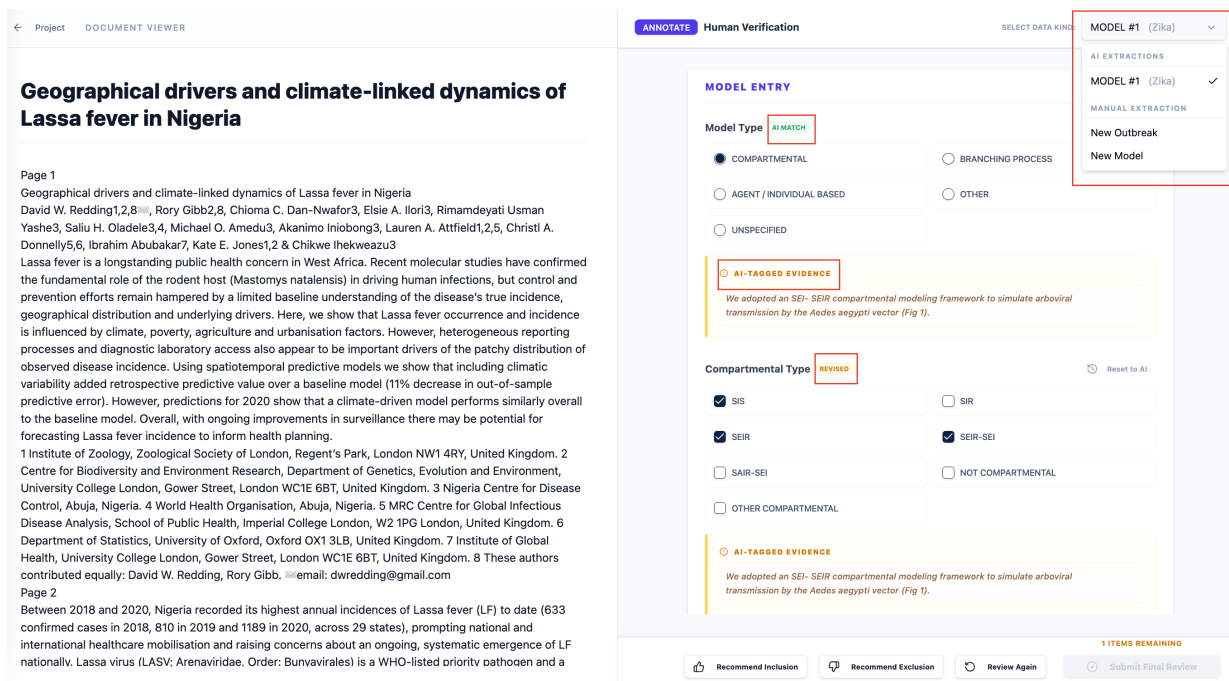 Project DOCUMENT VIEWER
Geographical drivers and climate-linked dynamics of
Lassa fever in Nigeria
Page 1
Geographical drivers and climate-linked dynamics of Lassa fever in Nigeria
David W. Redding1,2,8✉, Rory Gibb2,8, Chioma C. Dan-Nwafor3, Elsie A. Ilori3, Rimamdeyati Usman
Yashe3, Saliu H. Oladele3,4, Michael O. Amedu3, Akanimo Iniobong3, Lauren A. Attfield1,2,5, Christl A.
Donnelly5,6, Ibrahim Abubakar7, Kate E. Jones1,2 & Chikwe Ihekweazu3
Lassa fever is a longstanding public health concern in West Africa. Recent molecular studies have confirmed
the fundamental role of the rodent host (Mastomys natalensis) in driving human infections, but control and
prevention efforts remain hampered by a limited baseline understanding of the disease's true incidence,
geographical distribution and underlying drivers. Here, we show that Lassa fever occurrence and incidence
is influenced by climate, poverty, agriculture and urbanisation factors. However, heterogeneous reporting
processes and diagnostic laboratory access also appear to be important drivers of the patchy distribution of
observed disease incidence. Using spatiotemporal predictive models we show that including climatic
variability added retrospective predictive value over a baseline model (11% decrease in out-of-sample
predictive error). However, predictions for 2020 show that a climate-driven model performs similarly overall
to the baseline model. Overall, with ongoing improvements in surveillance there may be potential for
forecasting Lassa fever incidence to inform health planning.
1 Institute of Zoology, Zoological Society of London, Regent's Park, London NW1 4RY, United Kingdom. 2
Centre for Biodiversity and Environment Research, Department of Genetics, Evolution and Environment,
University College London, Gower Street, London WC1E 6BT, United Kingdom. 3 Nigeria Centre for Disease
Control, Abuja, Nigeria. 4 World Health Organisation, Abuja, Nigeria. 5 MRC Centre for Global Infectious
Disease Analysis, School of Public Health, Imperial College London, W2 1PG London, United Kingdom. 6
Department of Statistics, University of Oxford, Oxford OX1 3LB, United Kingdom. 7 Institute of Global
Health, University College London, Gower Street, London WC1E 6BT, United Kingdom. 8 These authors
contributed equally: David W. Redding, Rory Gibb. ✉email: dwredding@gmail.com
Page 2
Between 2018 and 2020, Nigeria recorded its highest annual incidences of Lassa fever (LF) to date (633
confirmed cases in 2018, 810 in 2019 and 1189 in 2020, across 29 states), prompting national and
international healthcare mobilisation and raising concerns about an ongoing, systematic emergence of LF
nationally. Lassa virus (LASV: Arenaviridae, Order: Bunyavirales) is a WHO-listed priority pathogen and a
ANNOTATE Human Verification
SELECT DATA KIND: MODEL #1 (Zika)
AI EXTRACTIONS
MODEL #1 (Zika)
MANUAL EXTRACTION
New Outbreak
New Model
MODEL ENTRY
Model Type AI MATCH
COMPARTMENTAL BRANCHING PROCESS
AGENT / INDIVIDUAL BASED OTHER
UNSPECIFIED
AI-TAGGED EVIDENCE
We adopted an SEI- SEIR compartmental modeling framework to simulate arboviral
transmission by the Aedes aegypti vector (Fig 1).
Compartmental Type REVISED Reset to AI
SIS SIR
SEIR SEIR-SEI
SAIR-SEI NOT COMPARTMENTAL
OTHER COMPARTMENTAL
AI-TAGGED EVIDENCE
We adopted an SEI- SEIR compartmental modeling framework to simulate arboviral
transmission by the Aedes aegypti vector (Fig 1).
1 ITEMS REMAINING
Recommend Inclusion Recommend Exclusion Review Again Submit Final Review